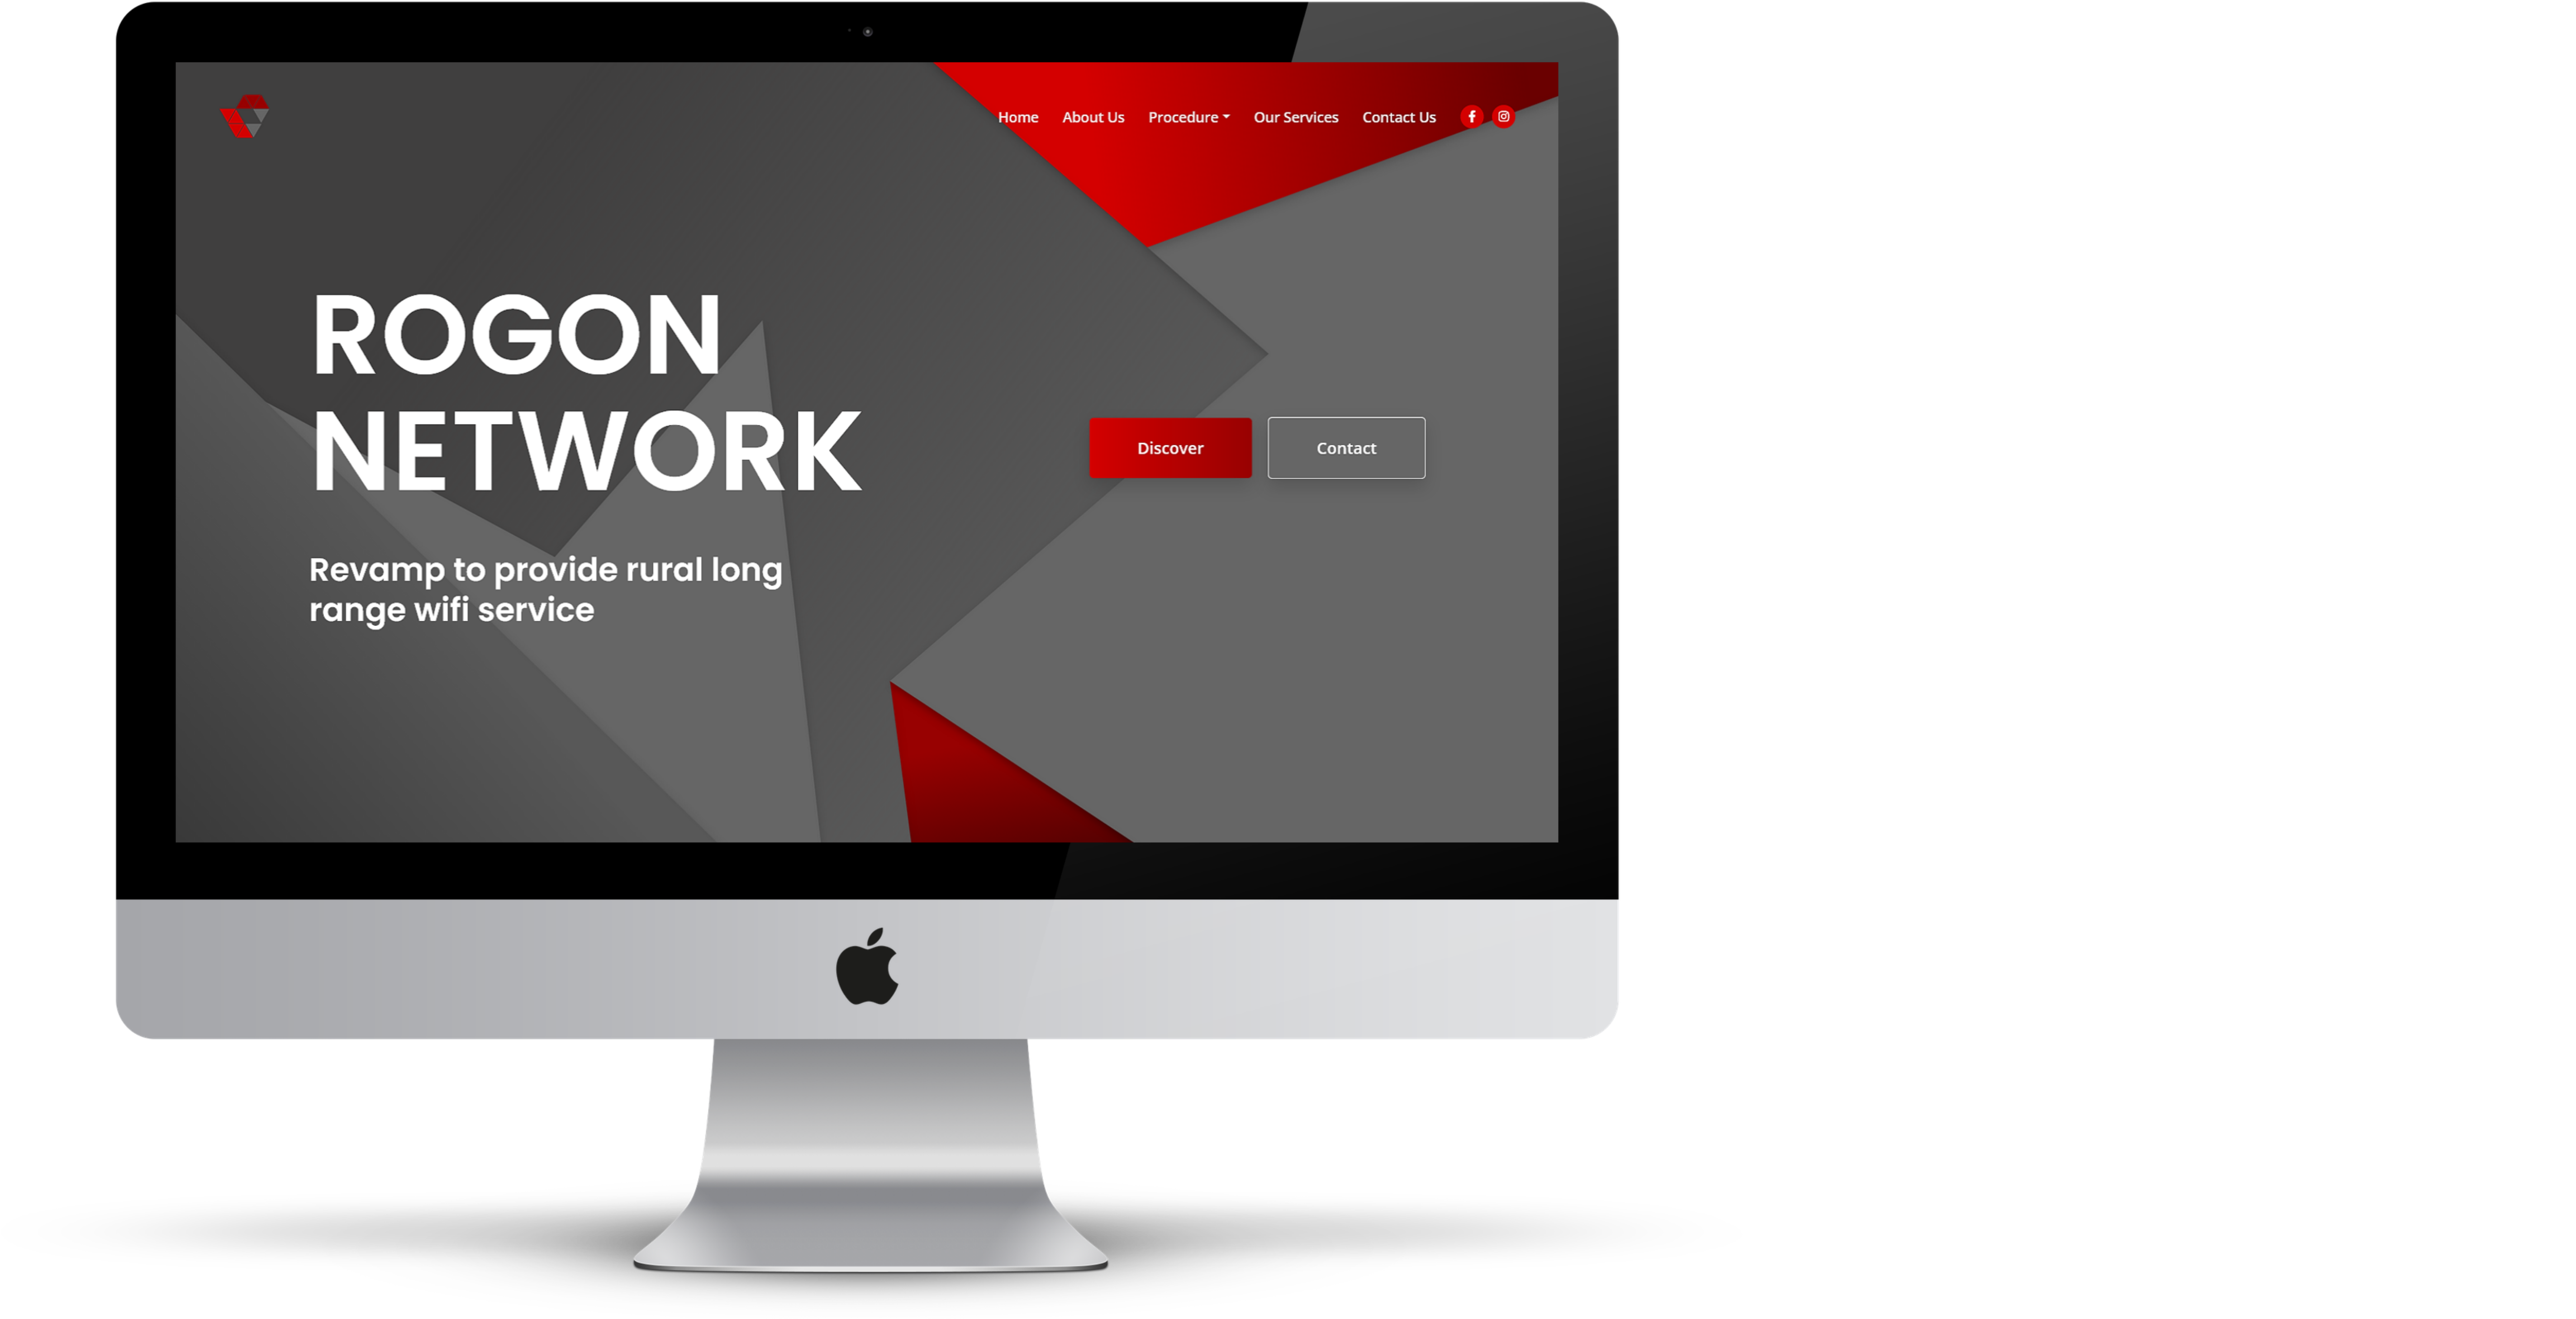 Home About Us Procedure Our Services Contact Us
ROGON
NETWORK
Discover Contact
Revamp to provide rural long
range wifi service